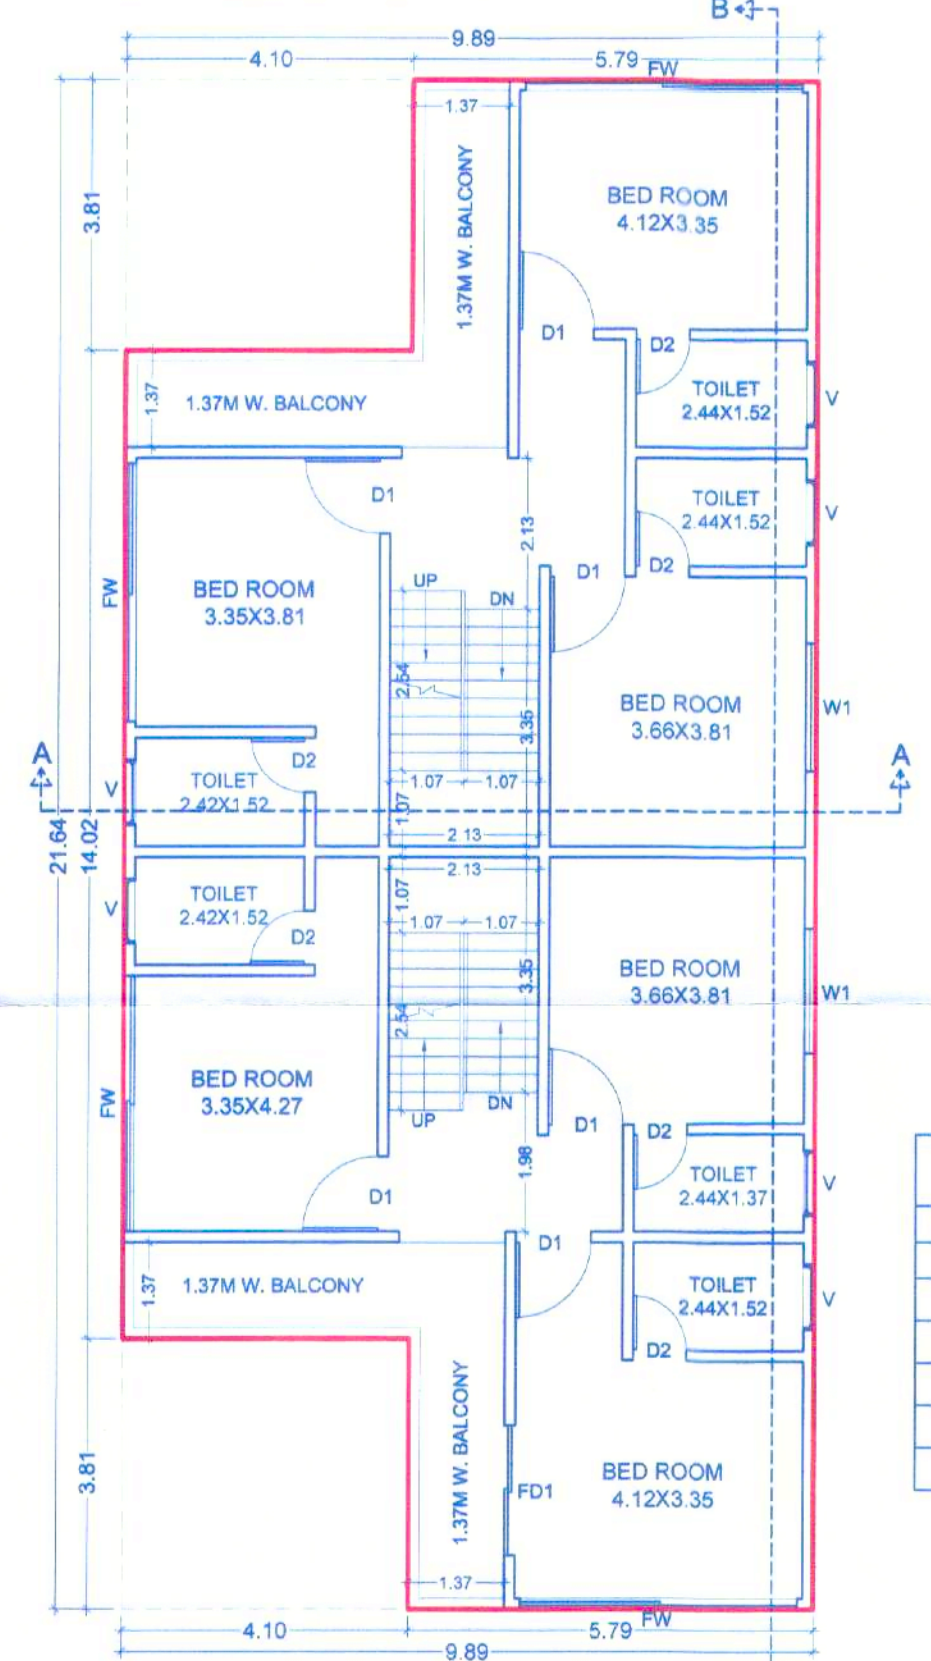 B
9.89
4.10
5.79
FW
1.37
3.81
1.37M W. BALCONY
BED ROOM
4.12X3.35
D1
D2
TOILET
2.44X1.52
V
1.37
1.37M W. BALCONY
D1
TOILET
2.44X1.52
V
2.13
D1
D2
FW
BED ROOM
3.35X3.81
UP
DN
2.54
3.35
BED ROOM
3.66X3.81
W1
A
D2
TOILET
2.42X1.52
V
1.07
1.07
1.07
A
2.13
21.64
14.02
2.13
TOILET
2.42X1.52
V
D2
1.07
1.07
1.07
BED ROOM
3.66X3.81
W1
3.35
2.54
FW
BED ROOM
3.35X4.27
UP
DN
D1
D2
1.98
TOILET
2.44X1.37
V
D1
D1
1.37
1.37M W. BALCONY
TOILET
2.44X1.52
V
D2
1.37M W. BALCONY
3.81
FD1
BED ROOM
4.12X3.35
1.37
FW
4.10
5.79
9.89